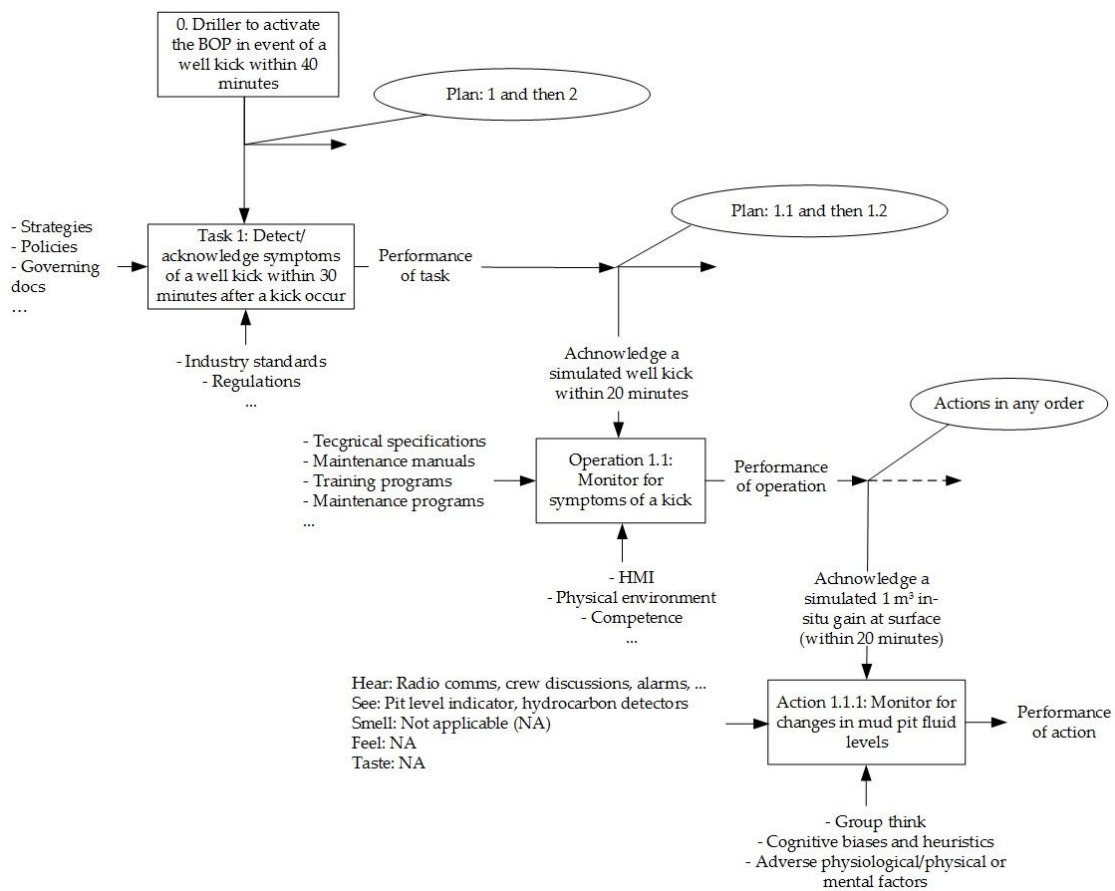 0. Driller to activate
the BOP in event of a
well kick within 40
minutes
Plan: 1 and then 2
- Strategies
- Policies
- Governing
docs
...
Task 1: Detect/
acknowledge symptoms
of a well kick within 30
minutes after a kick occur
Performance
of task
Plan: 1.1 and then 1.2
- Industry standards
- Regulations
...
Achnowledge a
simulated well kick
within 20 minutes
Actions in any order
- Tecgnical specifications
- Maintenance manuals
- Training programs
- Maintenance programs
...
Operation 1.1:
Monitor for
symptoms of a kick
Performance
of operation
- HMI
- Physical environment
- Competence
...
Achnowledge a
simulated 1 m³ in-
situ gain at surface
(within 20 minutes)
Hear: Radio comms, crew discussions, alarms, ...
See: Pit level indicator, hydrocarbon detectors
Smell: Not applicable (NA)
Feel: NA
Taste: NA
Action 1.1.1: Monitor for
changes in mud pit fluid
levels
Performance
of action
- Group think
- Cognitive biases and heuristics
- Adverse physiological/physical or
mental factors